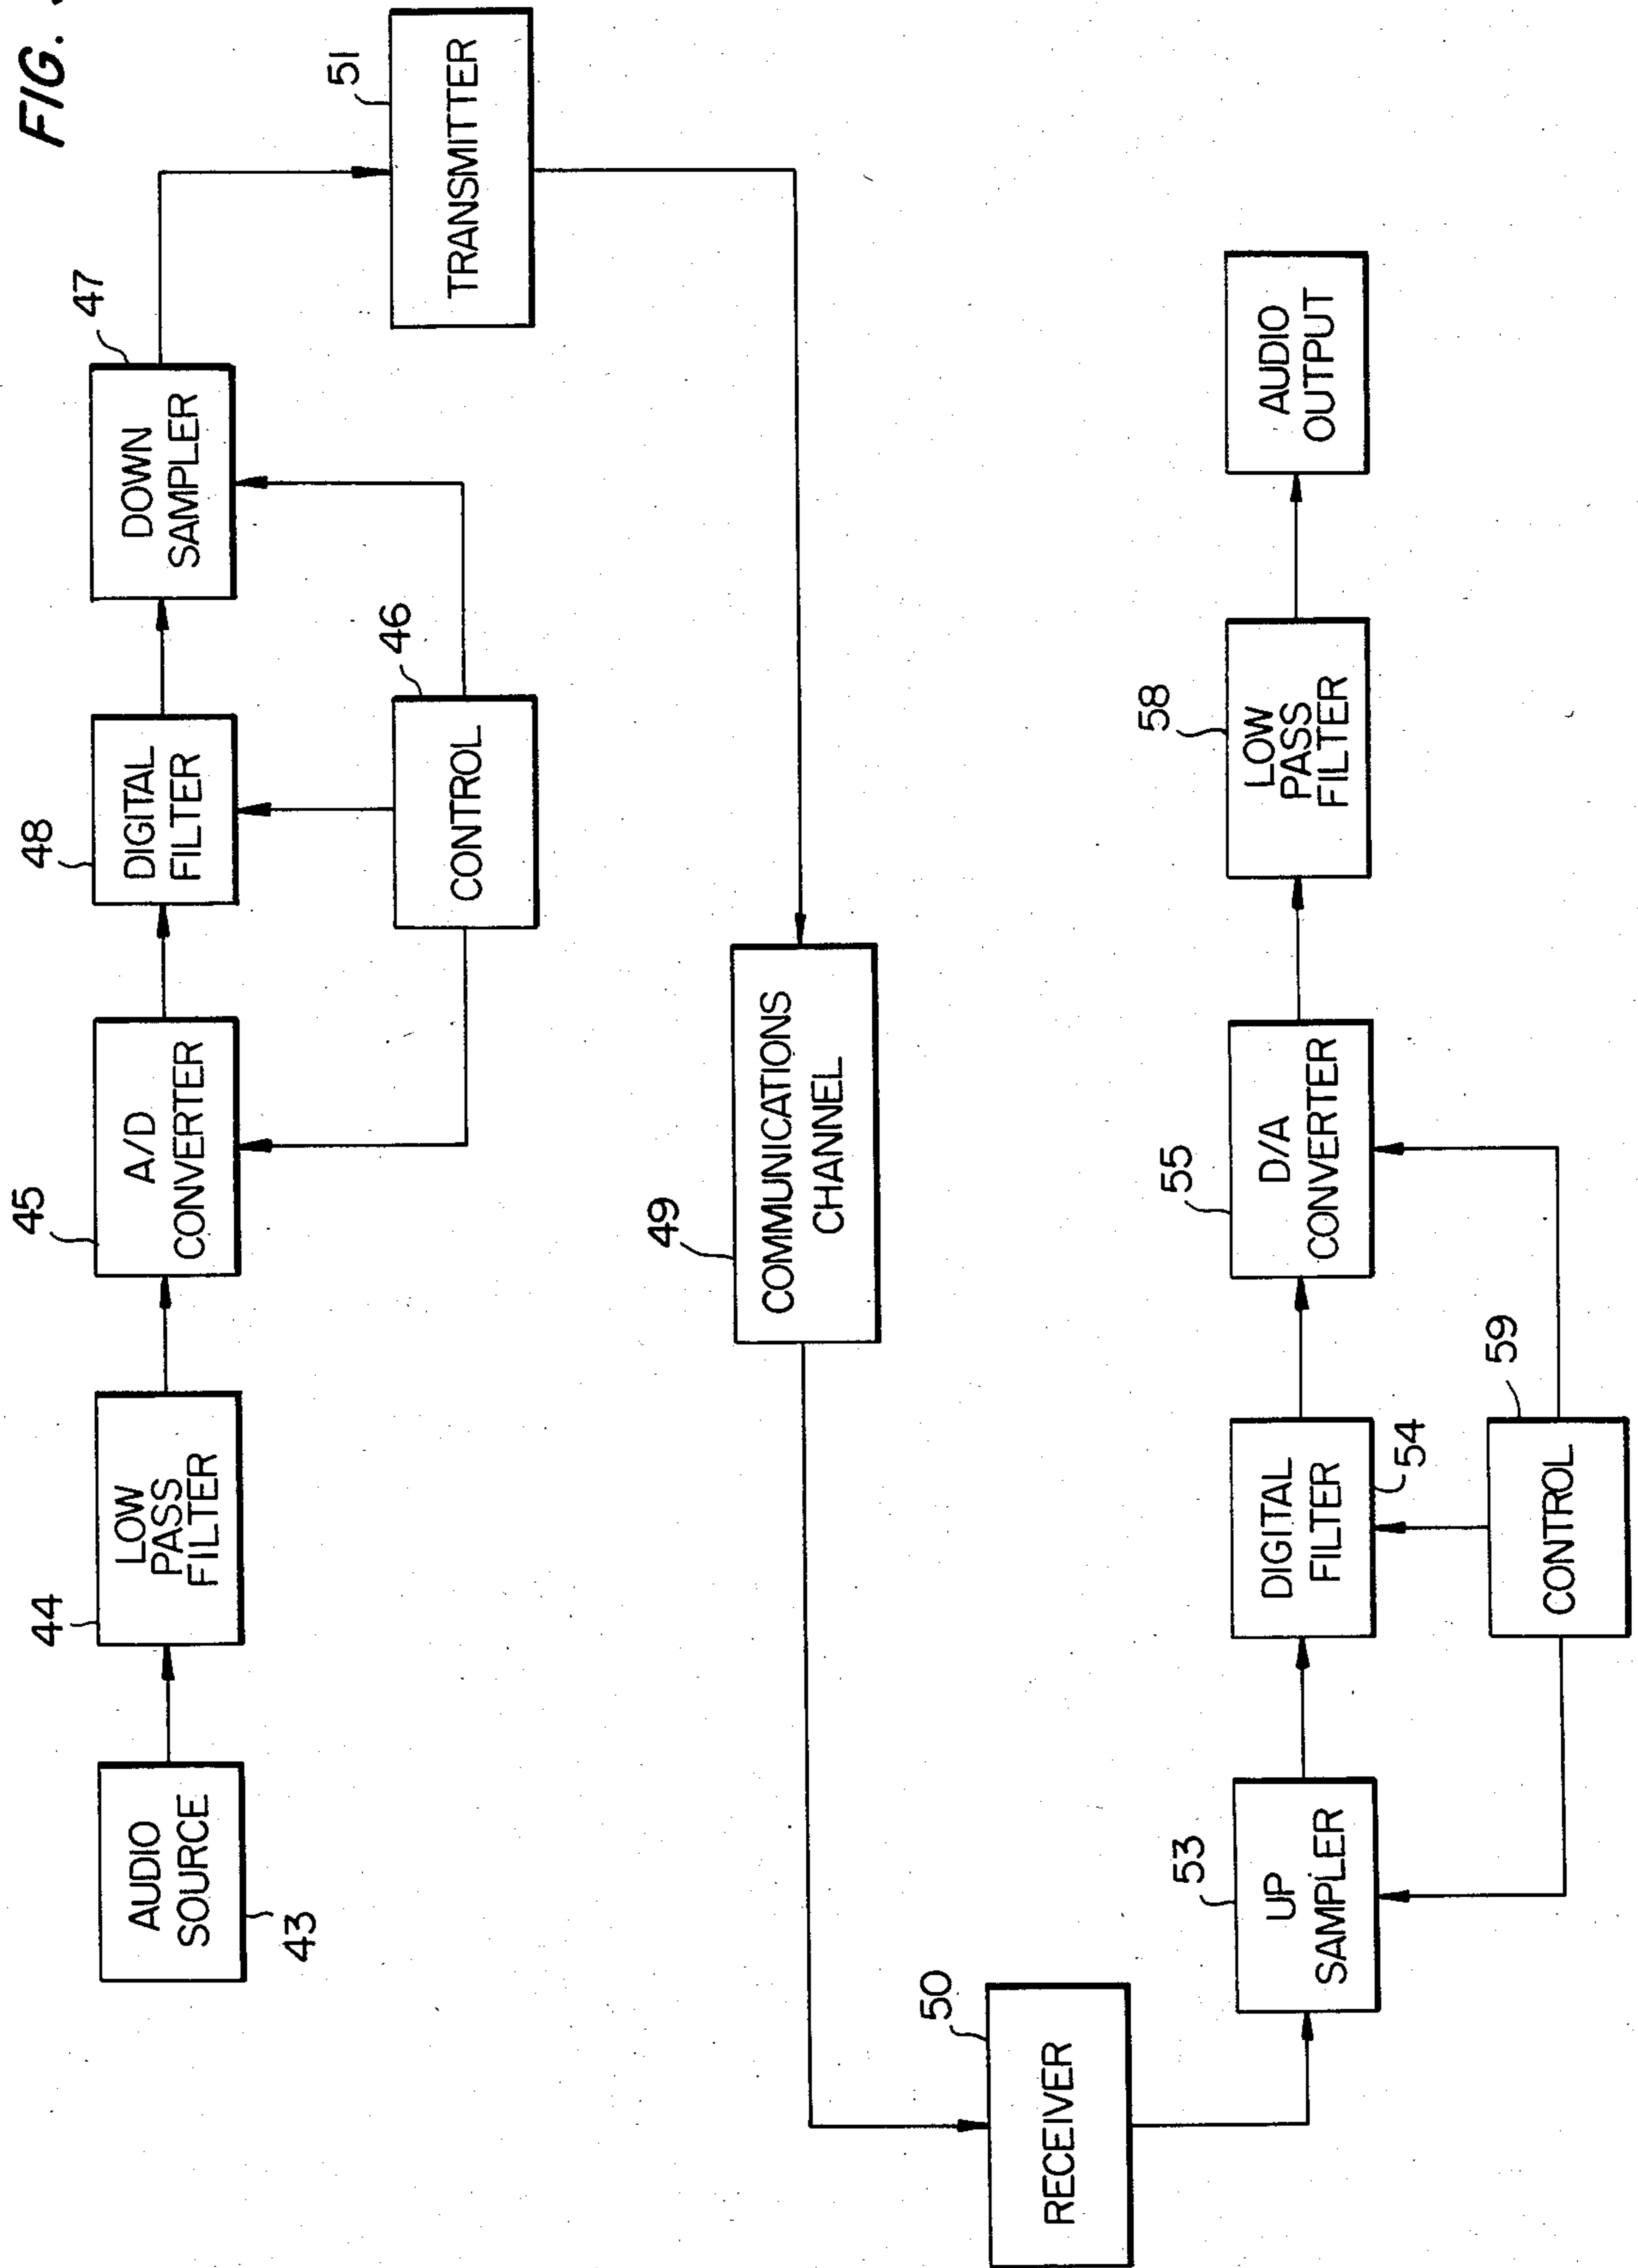 FIG.
47
48
45
44
DOWN
SAMPLER
DIGITAL
FILTER
A/D
CONVERTER
LOW
PASS
FILTER
AUDIO
SOURCE
43
51
TRANSMITTER
46
CONTROL
49
COMMUNICATIONS
CHANNEL
50
RECEIVER
53
UP
SAMPLER
DIGITAL
FILTER
54
55
D/A
CONVERTER
58
LOW
PASS
FILTER
AUDIO
OUTPUT
59
CONTROL